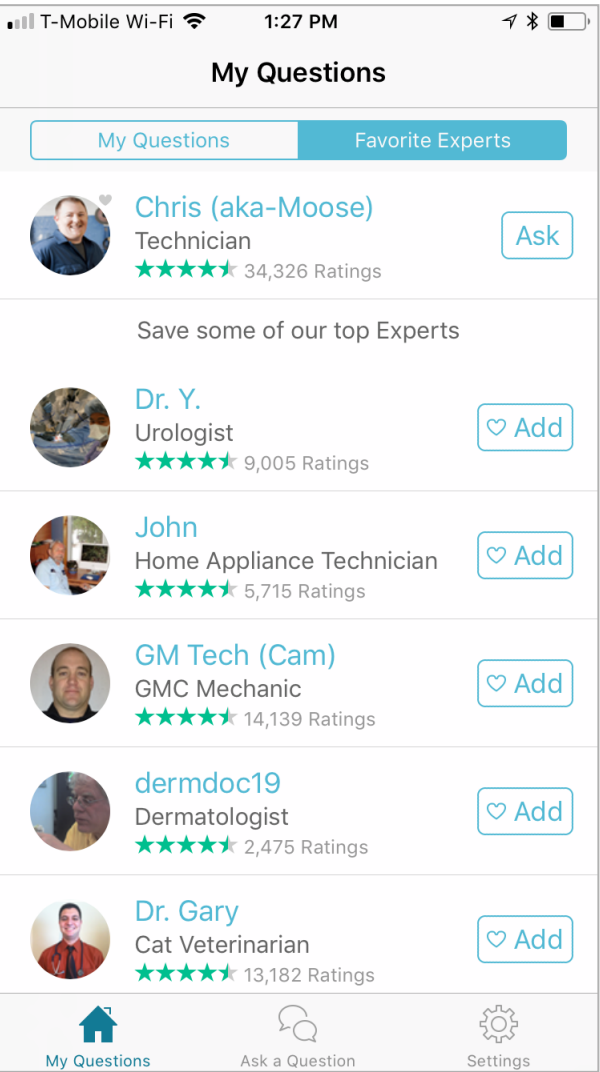 T-Mobile Wi-Fi 1:27 PM
My Questions
My Questions Favorite Experts
Chris (aka-Moose)
Technician
Ask
34,326 Ratings
Save some of our top Experts
Dr. Y.
Urologist
Add
9,005 Ratings
John
Home Appliance Technician
Add
5,715 Ratings
GM Tech (Cam)
GMC Mechanic
Add
14,139 Ratings
dermdoc19
Dermatologist
Add
2,475 Ratings
Dr. Gary
Cat Veterinarian
Add
13,182 Ratings
My Questions Ask a Question Settings